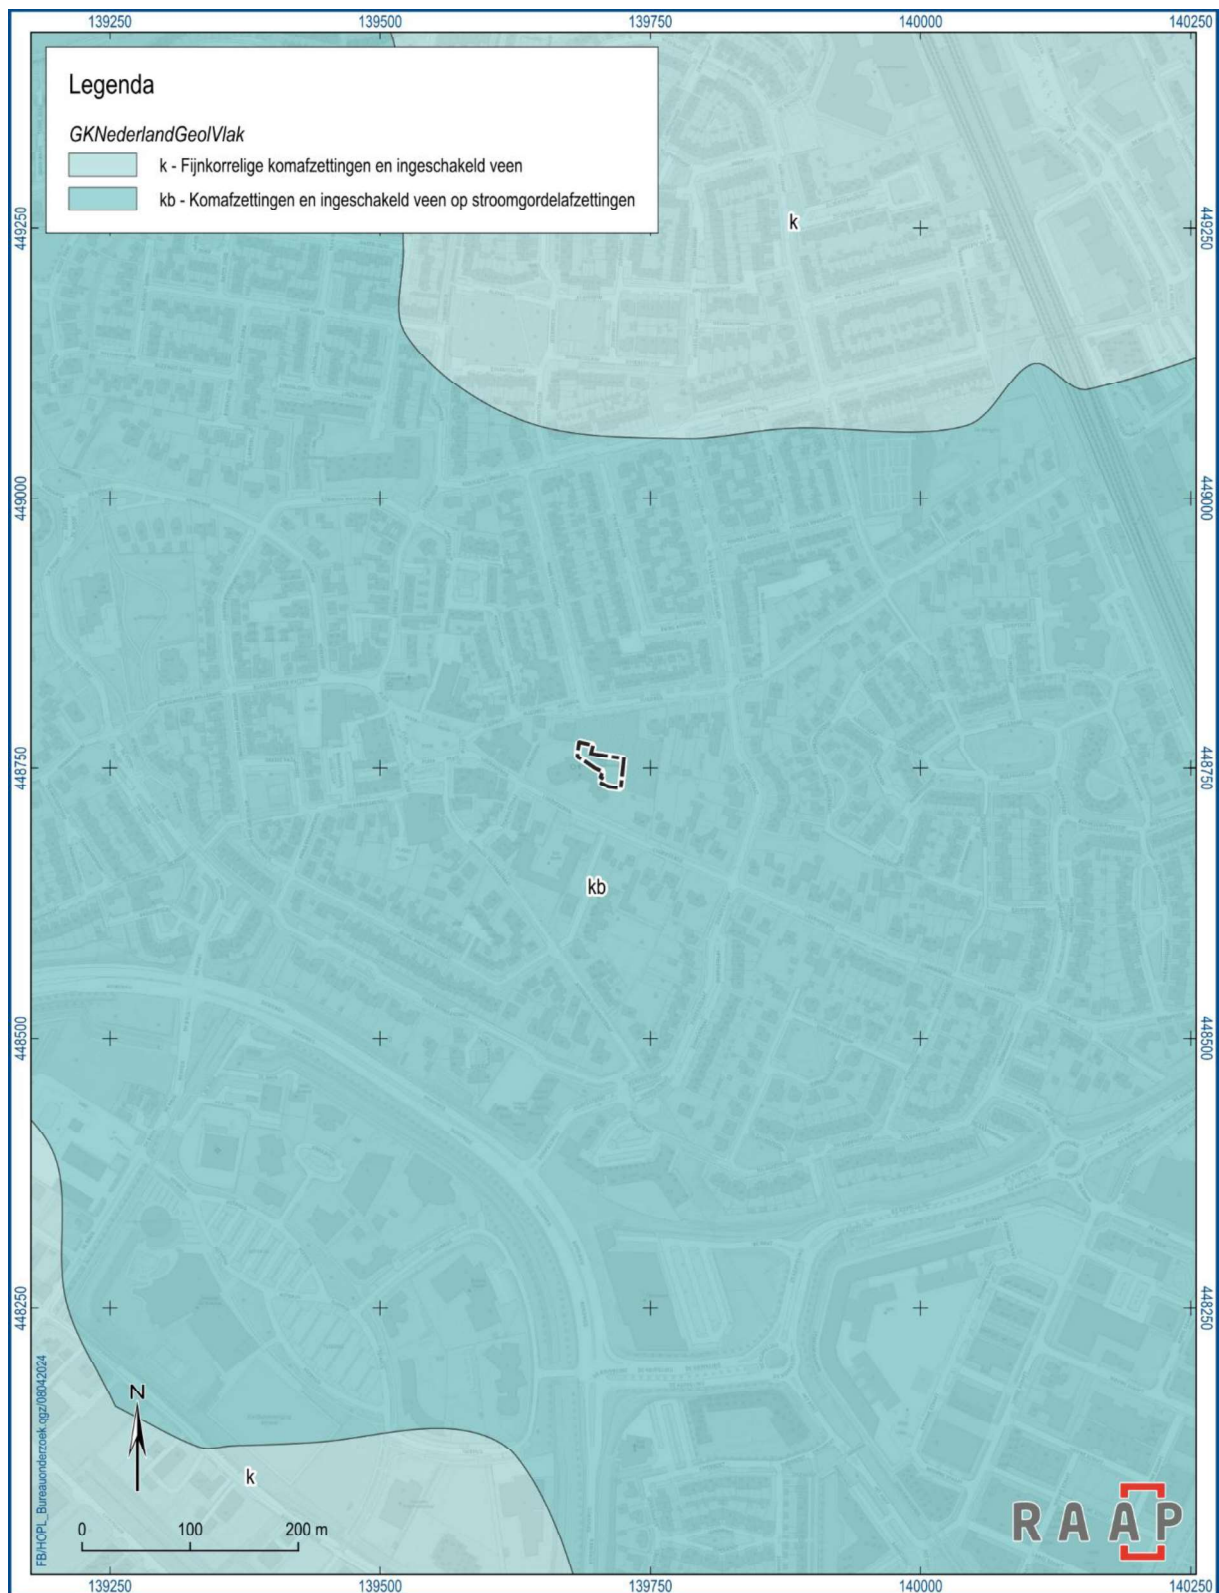 139250 139500 139750 140000 140250
Legenda
GKNederlandGeolVlak
k - Fijnkorrelige komafzettingen en ingeschakeld veen
kb - Komafzettingen en ingeschakeld veen op stroomgordelafzettingen
449250 449250
k
449000 449000
448750 448750
kb
448500 448500
448250 448250
N
k
0 100 200 m
FB/HOPL_Bureauonderzoek.qgz/08042024
RAAP
139250 139500 139750 140000 140250